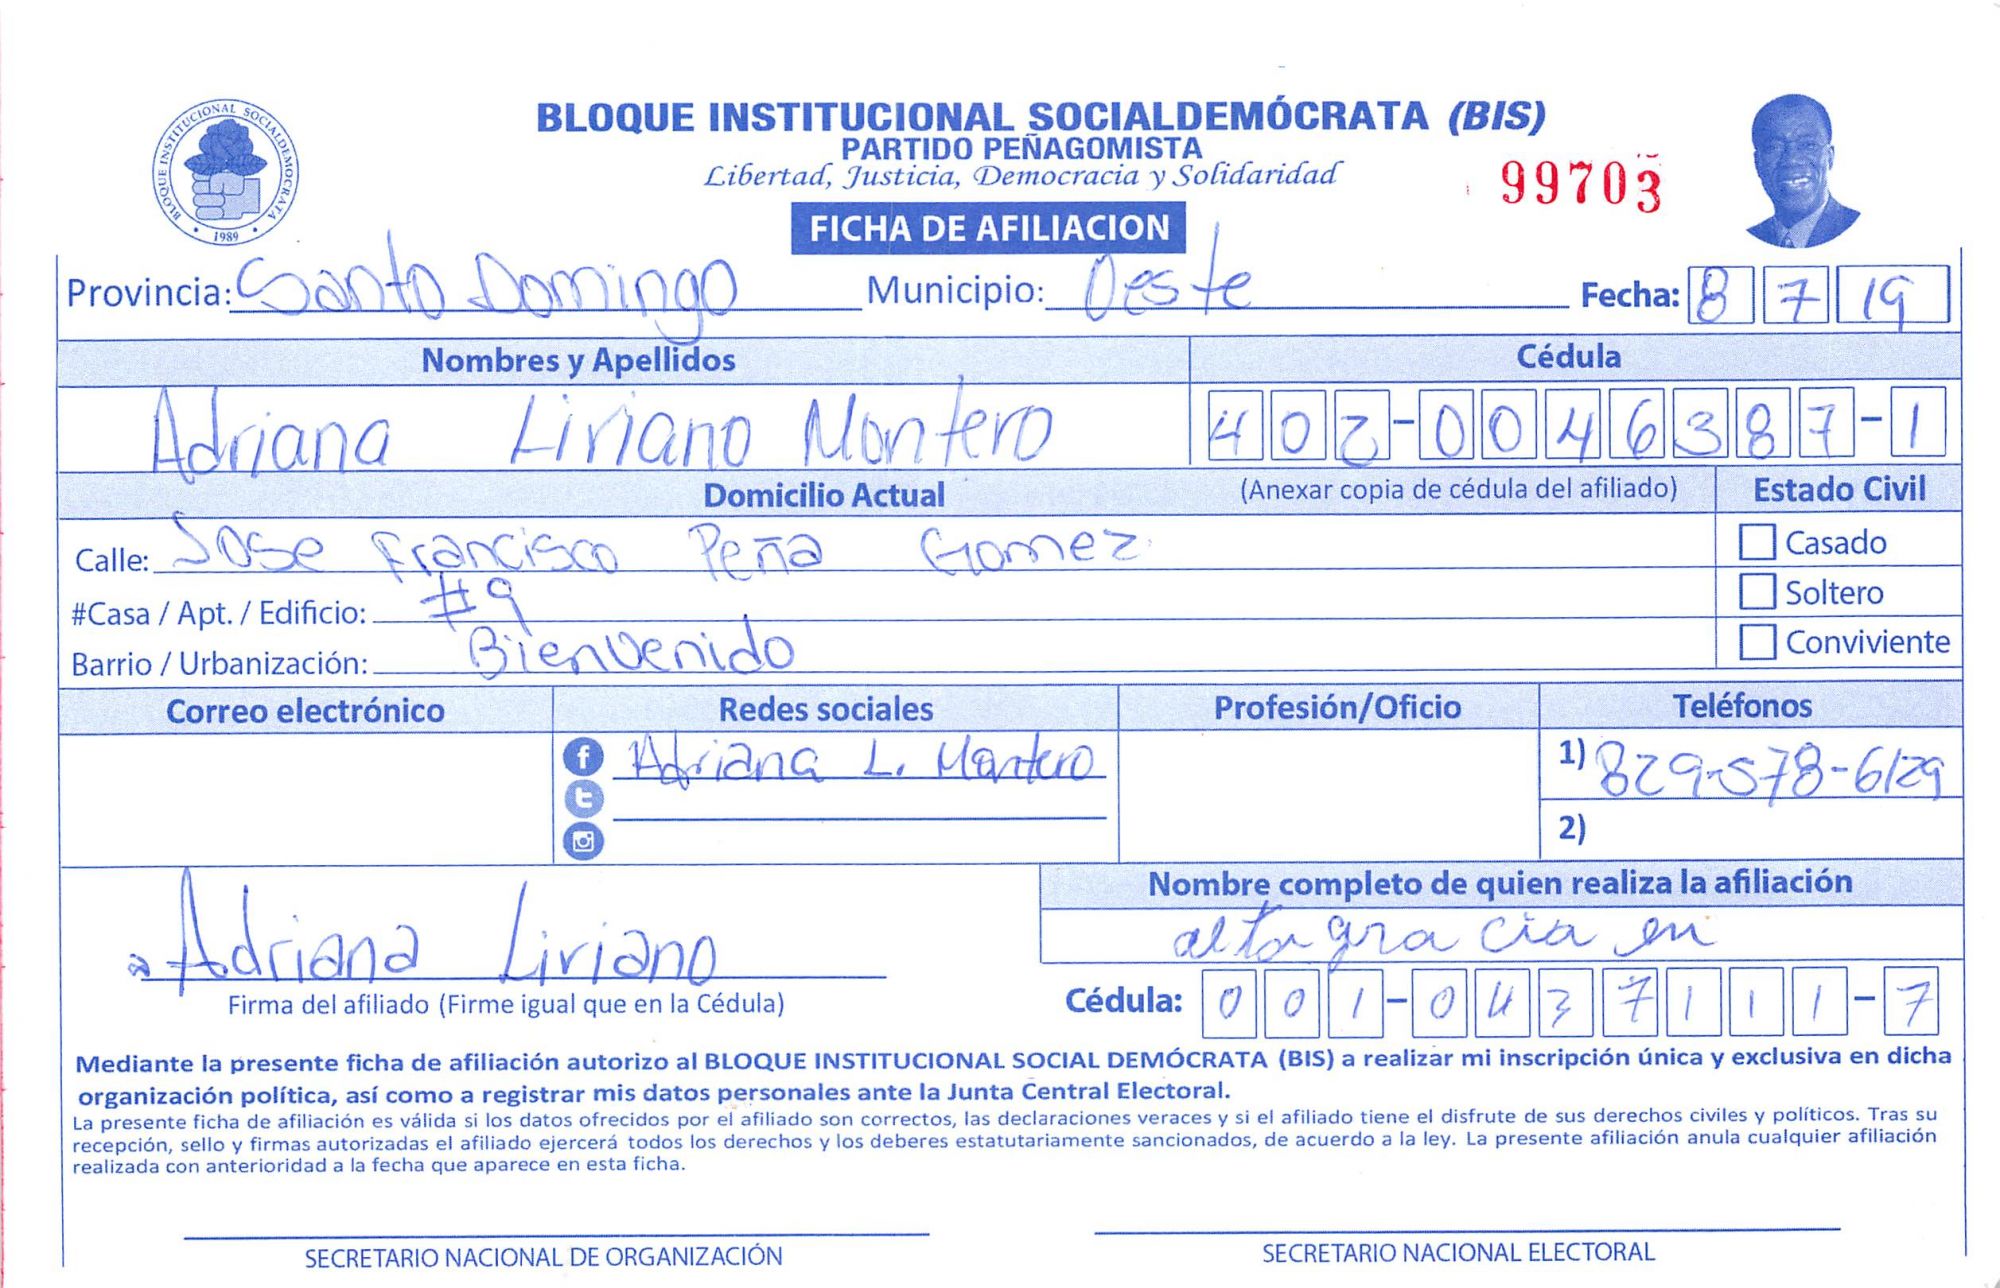 BLOQUE INSTITUCIONAL SOCIALDEMOCRATA
1989
BLOQUE INSTITUCIONAL SOCIALDEMÓCRATA (BIS)
PARTIDO PEÑAGOMISTA
Libertad, Justicia, Democracia y Solidaridad
99703
FICHA DE AFILIACION
Provincia: Santo Domingo Municipio: Oeste Fecha: 8 7 19
Nombres y Apellidos Cédula
Adriana Liriano Montero 402-0046387-1
Domicilio Actual (Anexar copia de cédula del afiliado) Estado Civil
Calle: Jose Francisco Peña Gomez Casado
#Casa / Apt. / Edificio: #9 Soltero
Barrio / Urbanización: Bienvenido Conviviente
Correo electrónico Redes sociales Profesión/Oficio Teléfonos
Adriana L. Montero 1) 829-578-6129
2)
Nombre completo de quien realiza la afiliación
altagracia en
Adriana Liriano
Firma del afiliado (Firme igual que en la Cédula) Cédula: 001-0437111-7
Mediante la presente ficha de afiliación autorizo al BLOQUE INSTITUCIONAL SOCIAL DEMÓCRATA (BIS) a realizar mi inscripción única y exclusiva en dicha
organización política, así como a registrar mis datos personales ante la Junta Central Electoral.
La presente ficha de afiliación es válida si los datos ofrecidos por el afiliado son correctos, las declaraciones veraces y si el afiliado tiene el disfrute de sus derechos civiles y políticos. Tras su
recepción, sello y firmas autorizadas el afiliado ejercerá todos los derechos y los deberes estatutariamente sancionados, de acuerdo a la ley. La presente afiliación anula cualquier afiliación
realizada con anterioridad a la fecha que aparece en esta ficha.
SECRETARIO NACIONAL DE ORGANIZACIÓN SECRETARIO NACIONAL ELECTORAL